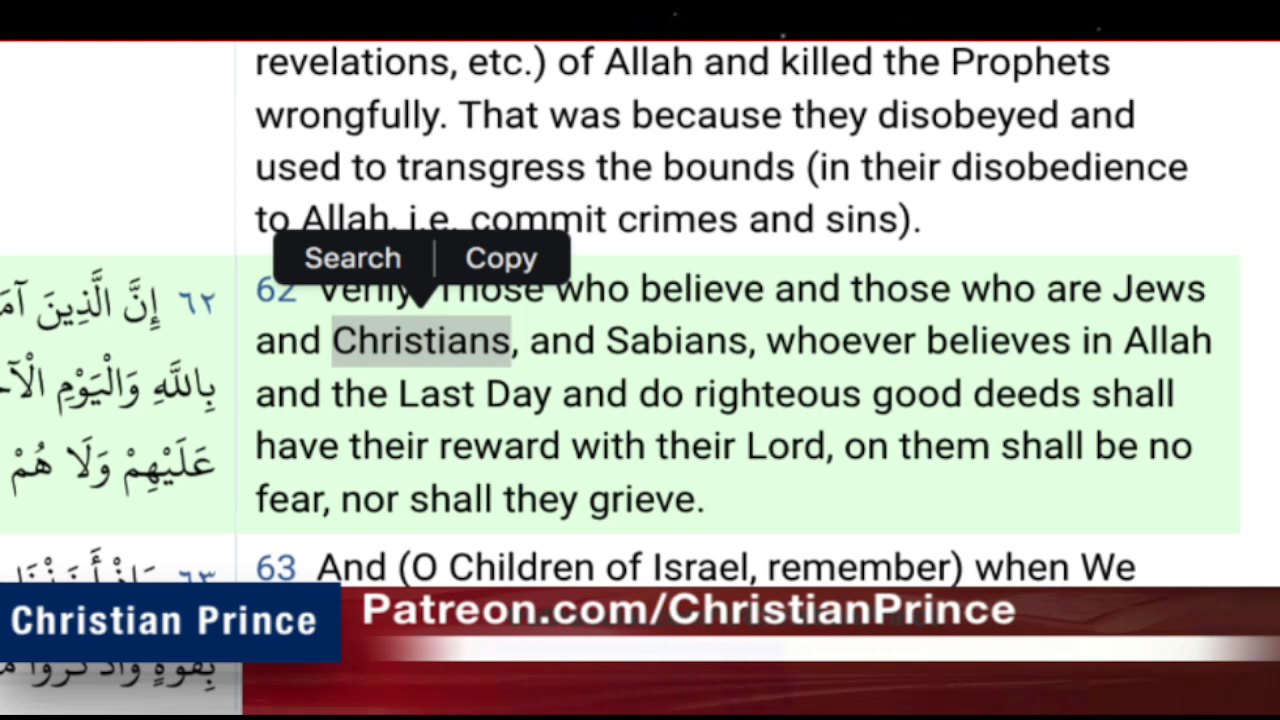 revelations, etc.) of Allah and killed the Prophets
wrongfully. That was because they disobeyed and
used to transgress the bounds (in their disobedience
to Allah, i.e. commit crimes and sins).
Search Copy
62 Verily! Those who believe and those who are Jews
and Christians, and Sabians, whoever believes in Allah
and the Last Day and do righteous good deeds shall
have their reward with their Lord, on them shall be no
fear, nor shall they grieve.
٦٢ إِنَّ الَّذِينَ
بِاللَّهِ وَالْيَوْمِ
عَلَيْهِمْ وَلَا هُمْ
63 And (O Children of Israel, remember) when We
٦٣
بِقُوَّةٍ وَاذْكُرُوا
Christian Prince
Patreon.com/ChristianPrince